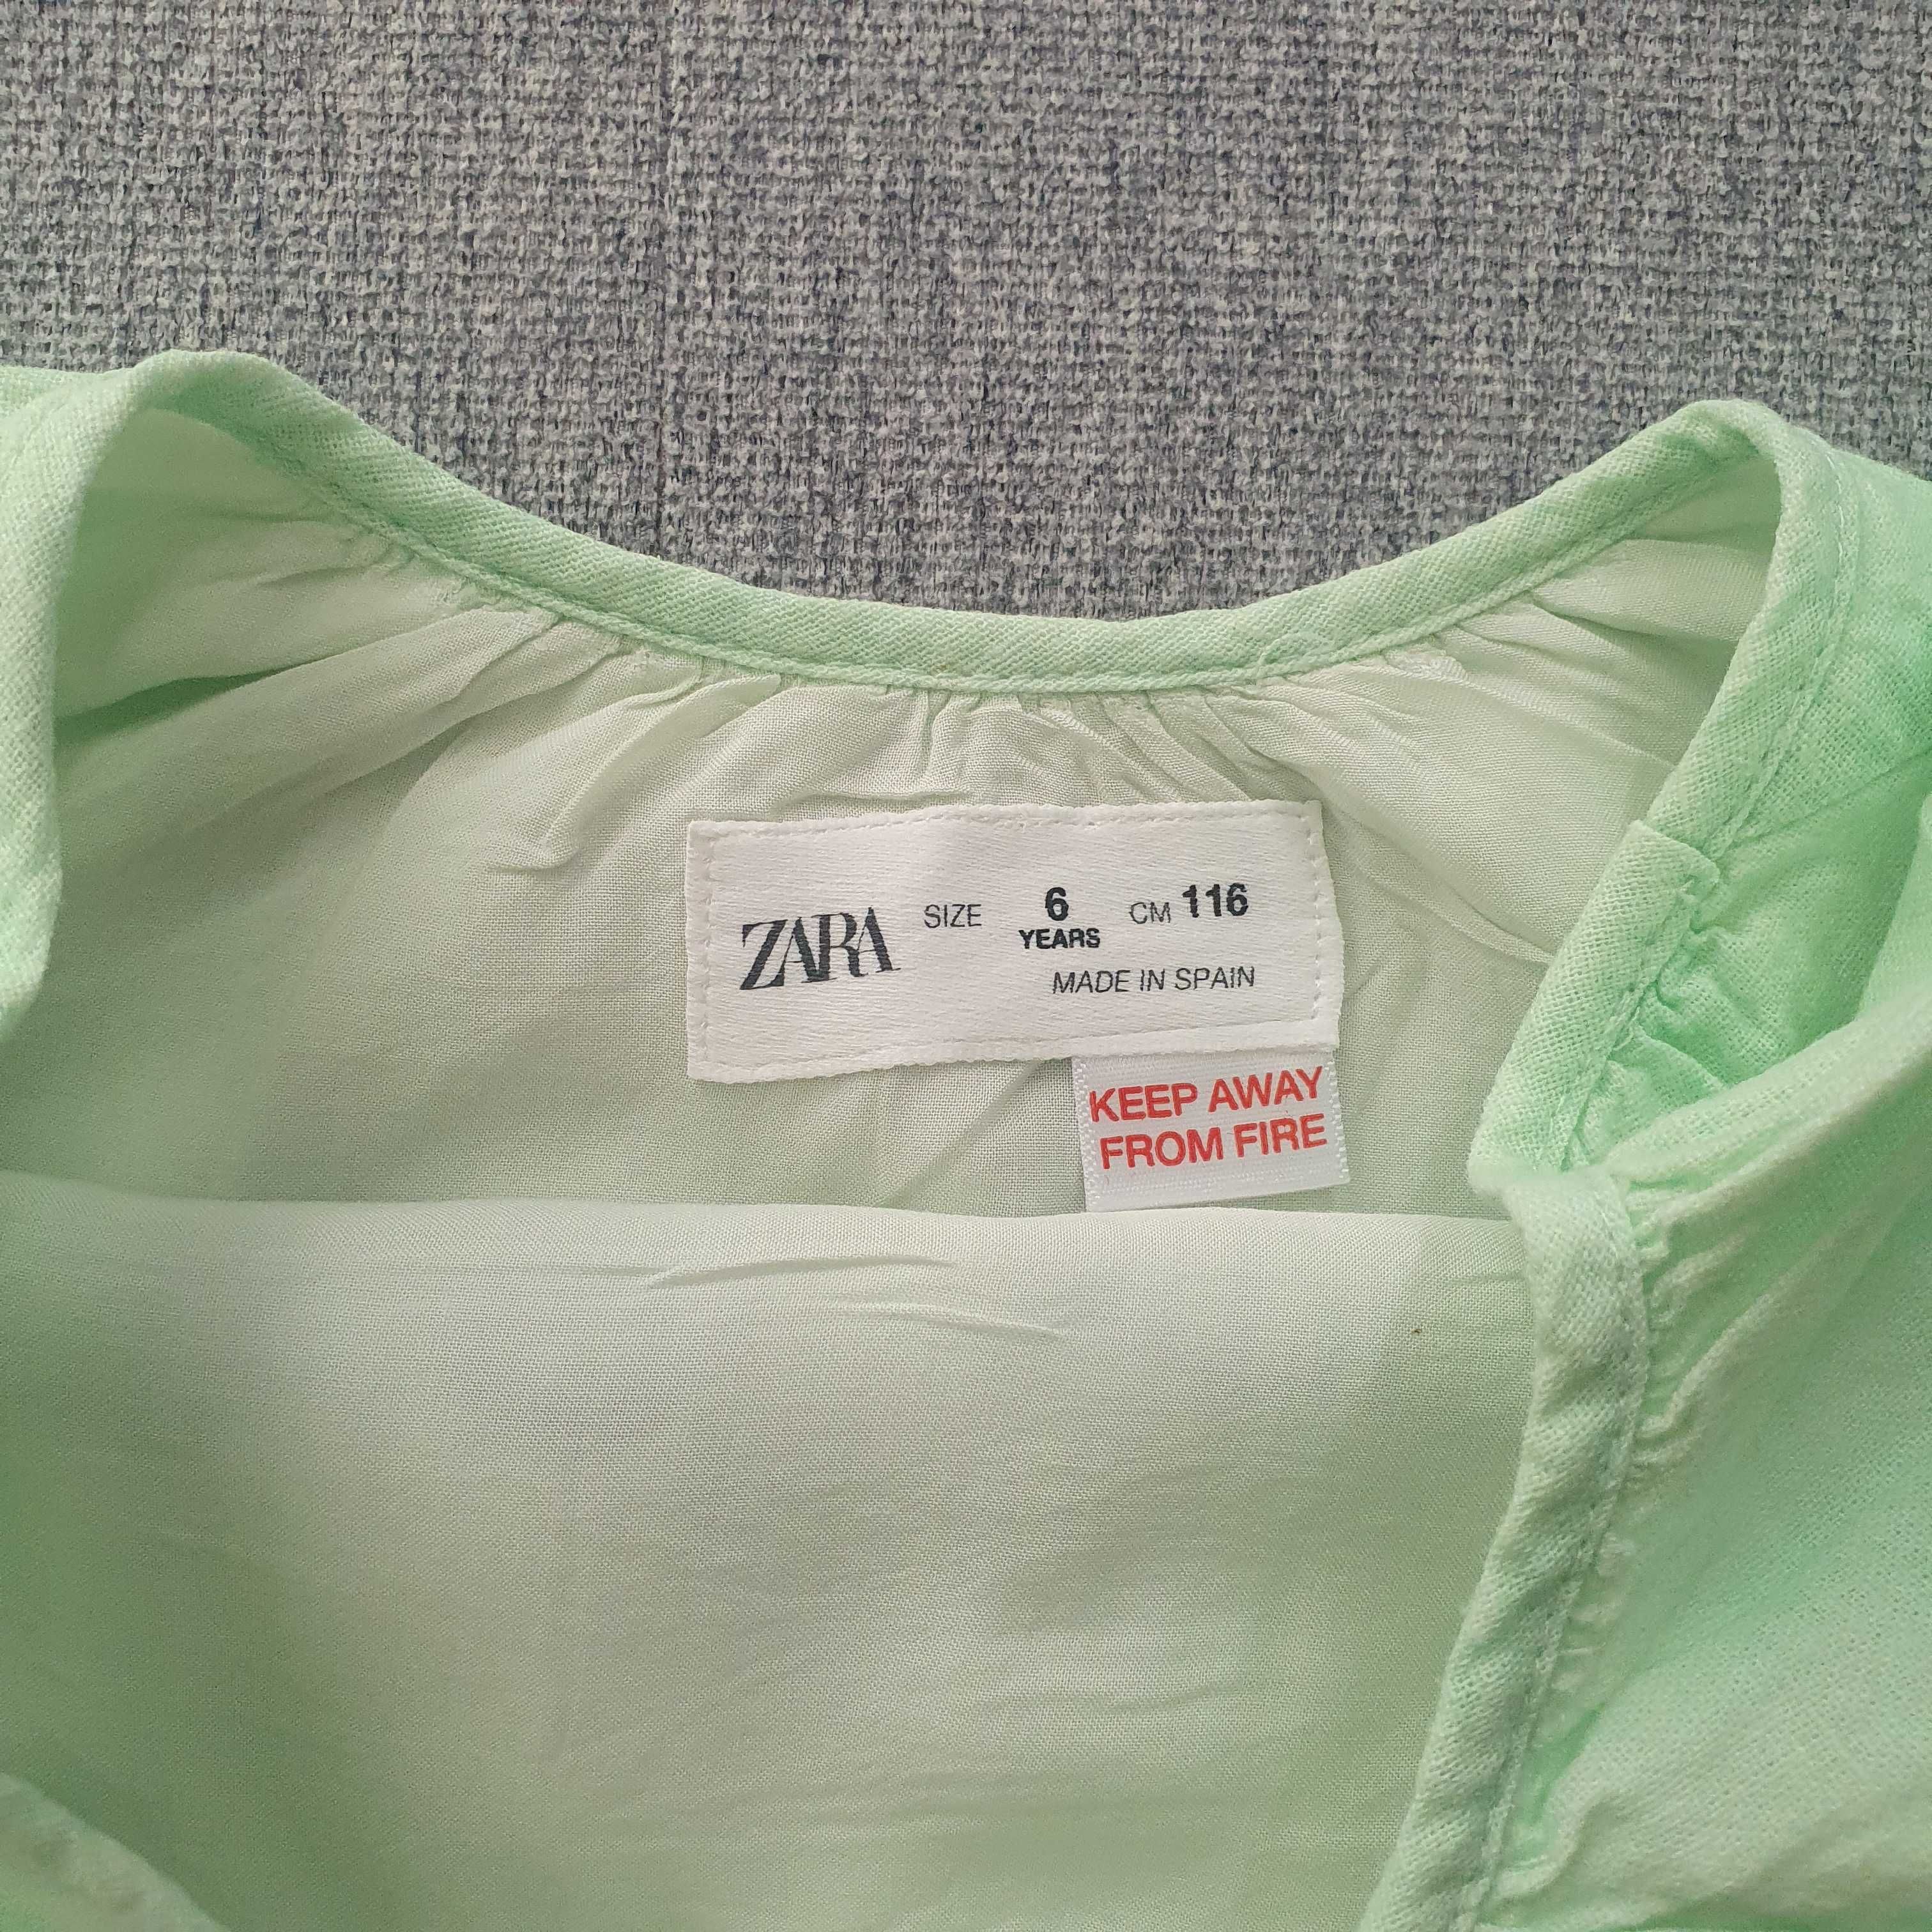 ZARA SIZE 6 CM 116
YEARS
MADE IN SPAIN
KEEP AWAY
FROM FIRE